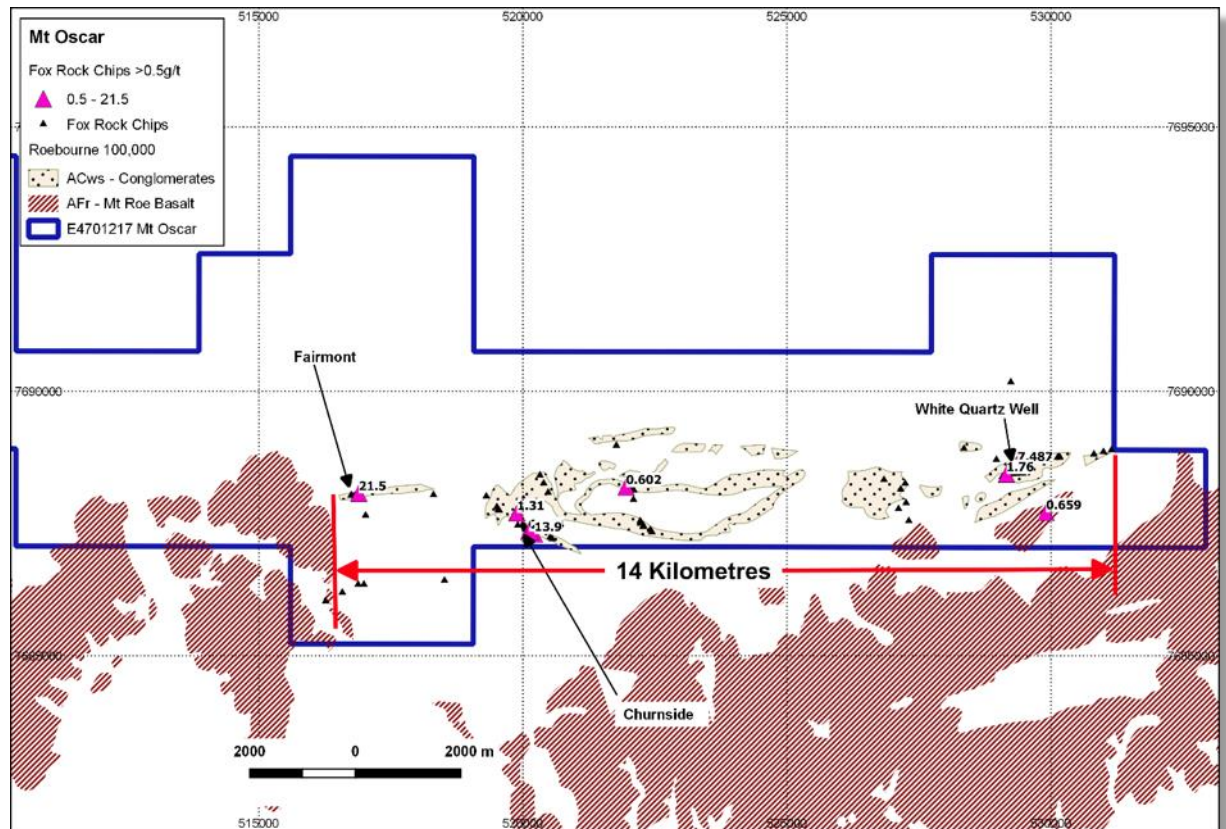 515000
520000
525000
530000
Mt Oscar
Fox Rock Chips >0.5g/t
0.5 - 21.5
Fox Rock Chips
Roebourne 100,000
ACws - Conglomerates
AFr - Mt Roe Basalt
E4701217 Mt Oscar
7695000
Fairmont
7690000
7690000
White Quartz Well
7.487
1.76
21.5
0.602
1.31
0.659
13.9
14 Kilometres
7685000
7685000
Churnside
2000
0
2000 m
515000
520000
525000